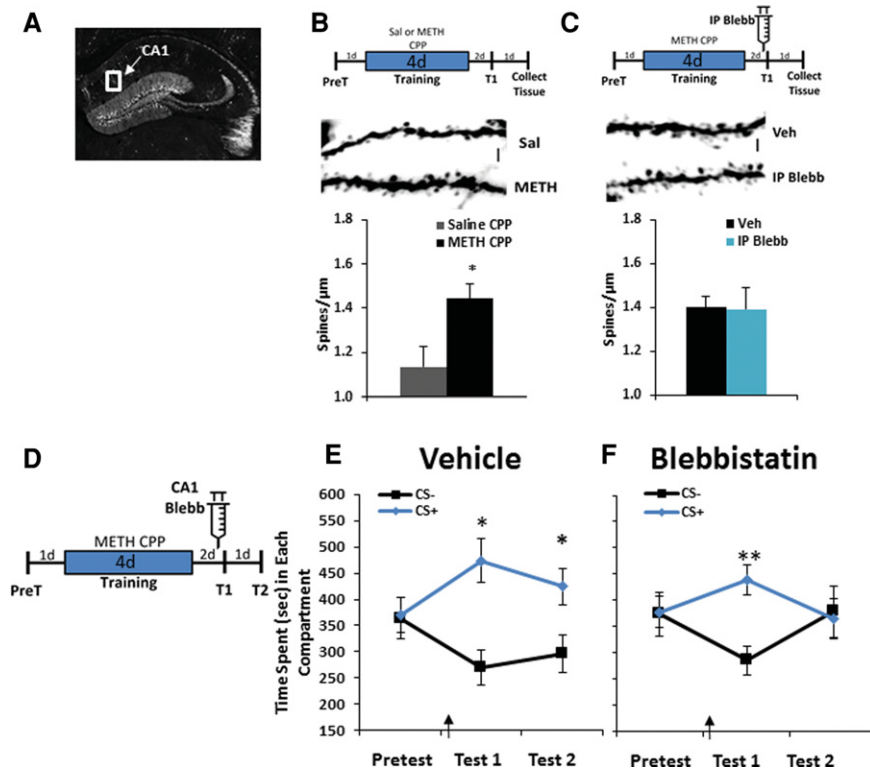 A
CA1
B
Sal or METH
CPP
1d
4d
2d
1d
PreT
Training
T1
Collect
Tissue
Sal
METH
Saline CPP
METH CPP
*
Spines/µm
1.8
1.6
1.4
1.2
1.0
C
IP Blebb
METH CPP
1d
4d
2d
1d
PreT
Training
T1
Collect
Tissue
Veh
IP Blebb
Veh
IP Blebb
Spines/µm
1.8
1.6
1.4
1.2
1.0
D
CA1
Blebb
METH CPP
1d
4d
2d
1d
PreT
Training
T1
T2
E
Vehicle
CS-
CS+
*
*
Time Spent (sec) in Each
Compartment
600
550
500
450
400
350
300
250
200
150
Pretest
Test 1
Test 2
F
Blebbistatin
CS-
CS+
**
Pretest
Test 1
Test 2